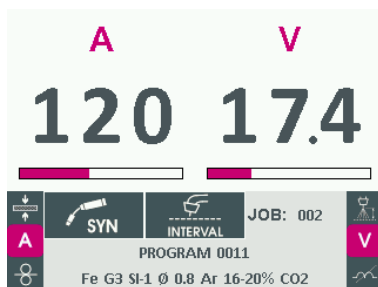 A V
120 17.4
SYN INTERVAL JOB: 002
A V
PROGRAM 0011
Fe G3 SI-1 Ø 0.8 Ar 16-20% CO2